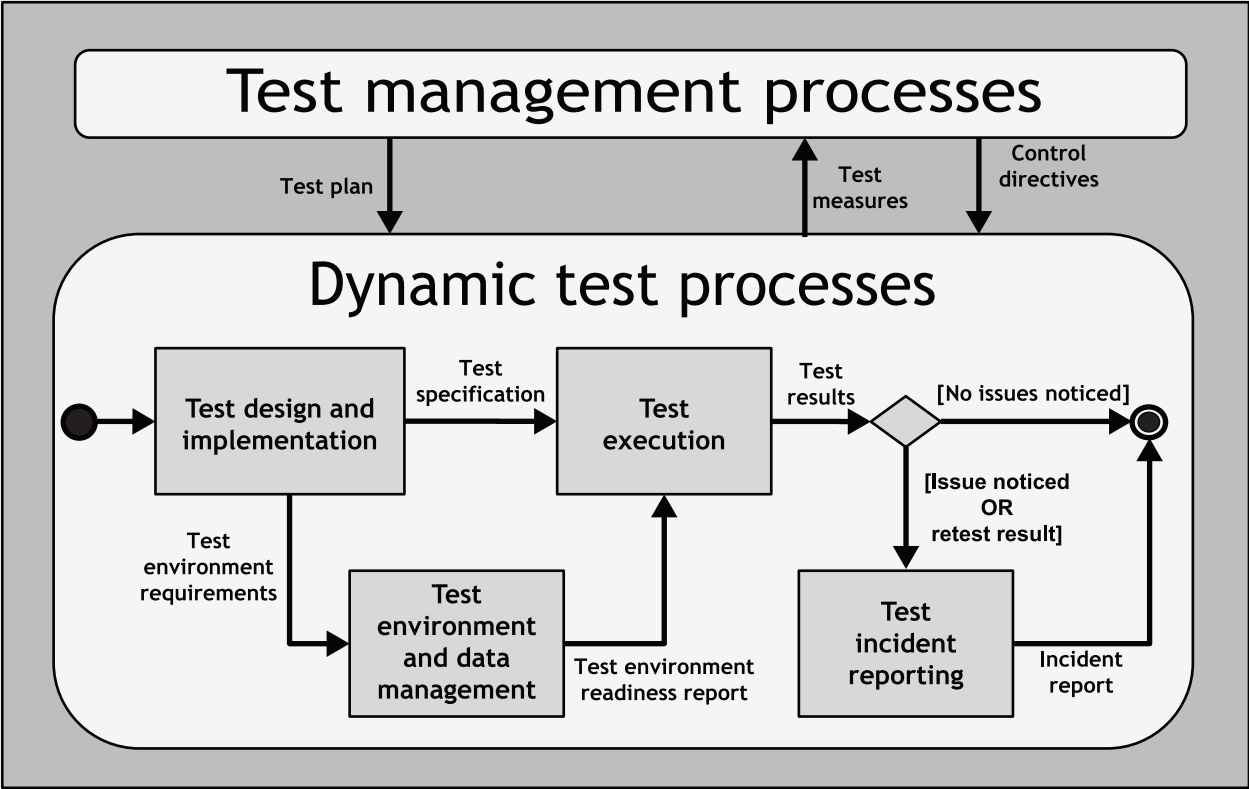 Test management processes
Test plan
Test
measures
Control
directives
Dynamic test processes
Test design and
implementation
Test
specification
Test
execution
Test
results
[No issues noticed]
[Issue noticed
OR
retest result]
Test
environment
requirements
Test
environment
and data
management
Test environment
readiness report
Test
incident
reporting
Incident
report